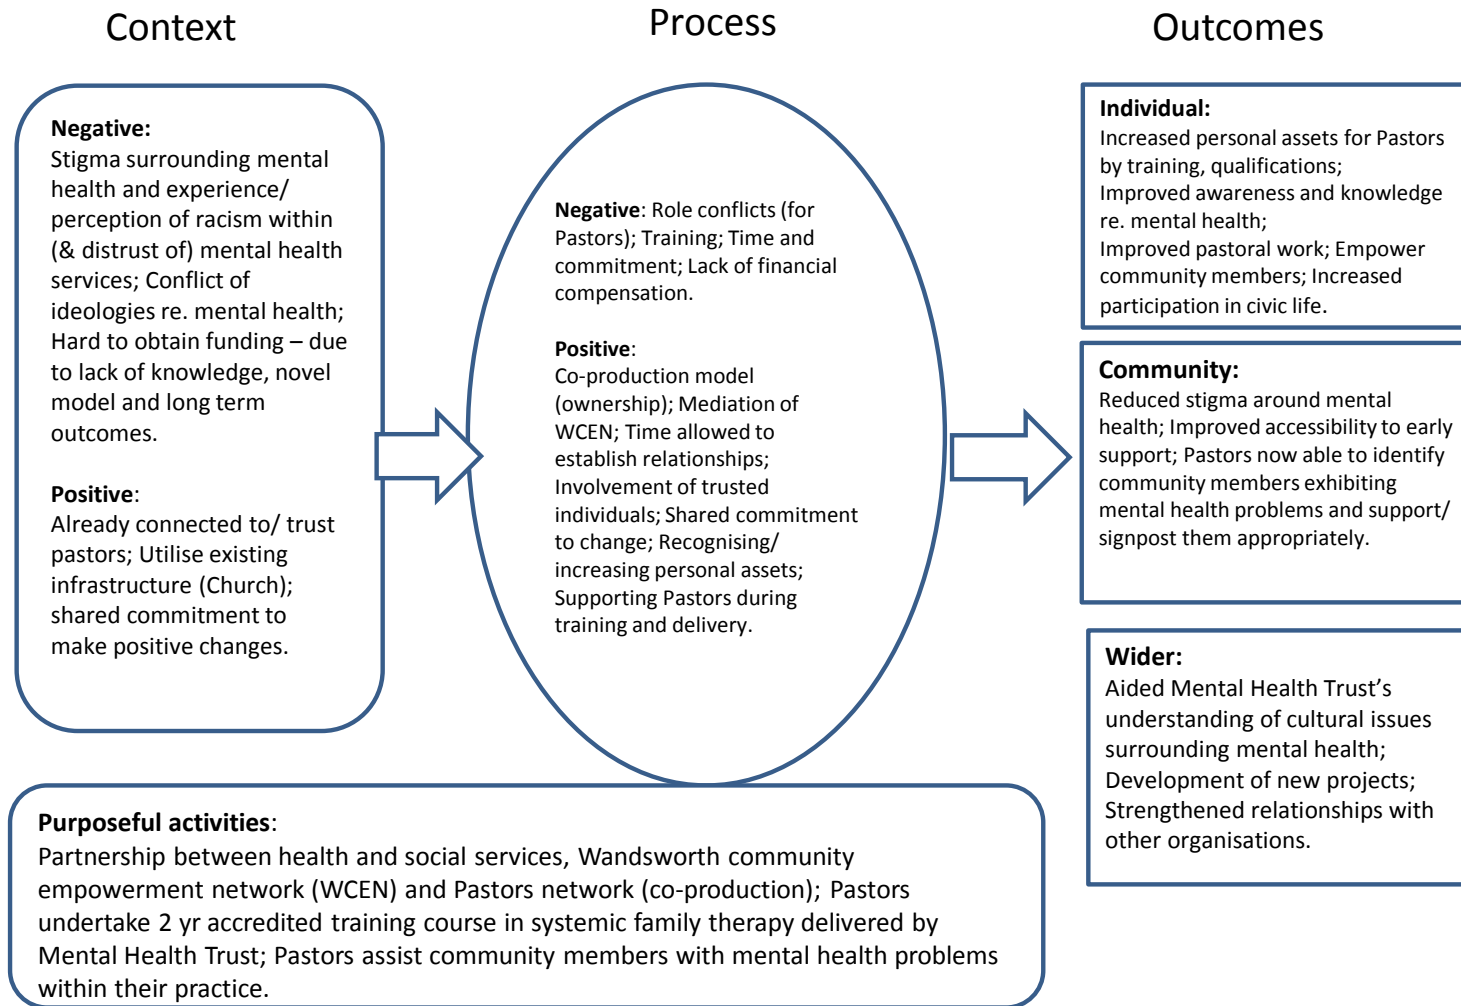 Context
Process
Outcomes
Negative:
Stigma surrounding mental
health and experience/
perception of racism within
(& distrust of) mental health
services; Conflict of
ideologies re. mental health;
Hard to obtain funding – due
to lack of knowledge, novel
model and long term
outcomes.
Positive:
Already connected to/ trust
pastors; Utilise existing
infrastructure (Church);
shared commitment to
make positive changes.
Negative: Role conflicts (for
Pastors); Training; Time and
commitment; Lack of financial
compensation.
Positive:
Co-production model
(ownership); Mediation of
WCEN; Time allowed to
establish relationships;
Involvement of trusted
individuals; Shared commitment
to change; Recognising/
increasing personal assets;
Supporting Pastors during
training and delivery.
Individual:
Increased personal assets for Pastors
by training, qualifications;
Improved awareness and knowledge
re. mental health;
Improved pastoral work; Empower
community members; Increased
participation in civic life.
Community:
Reduced stigma around mental
health; Improved accessibility to early
support; Pastors now able to identify
community members exhibiting
mental health problems and support/
signpost them appropriately.
Wider:
Aided Mental Health Trust’s
understanding of cultural issues
surrounding mental health;
Development of new projects;
Strengthened relationships with
other organisations.
Purposeful activities:
Partnership between health and social services, Wandsworth community
empowerment network (WCEN) and Pastors network (co-production); Pastors
undertake 2 yr accredited training course in systemic family therapy delivered by
Mental Health Trust; Pastors assist community members with mental health problems
within their practice.